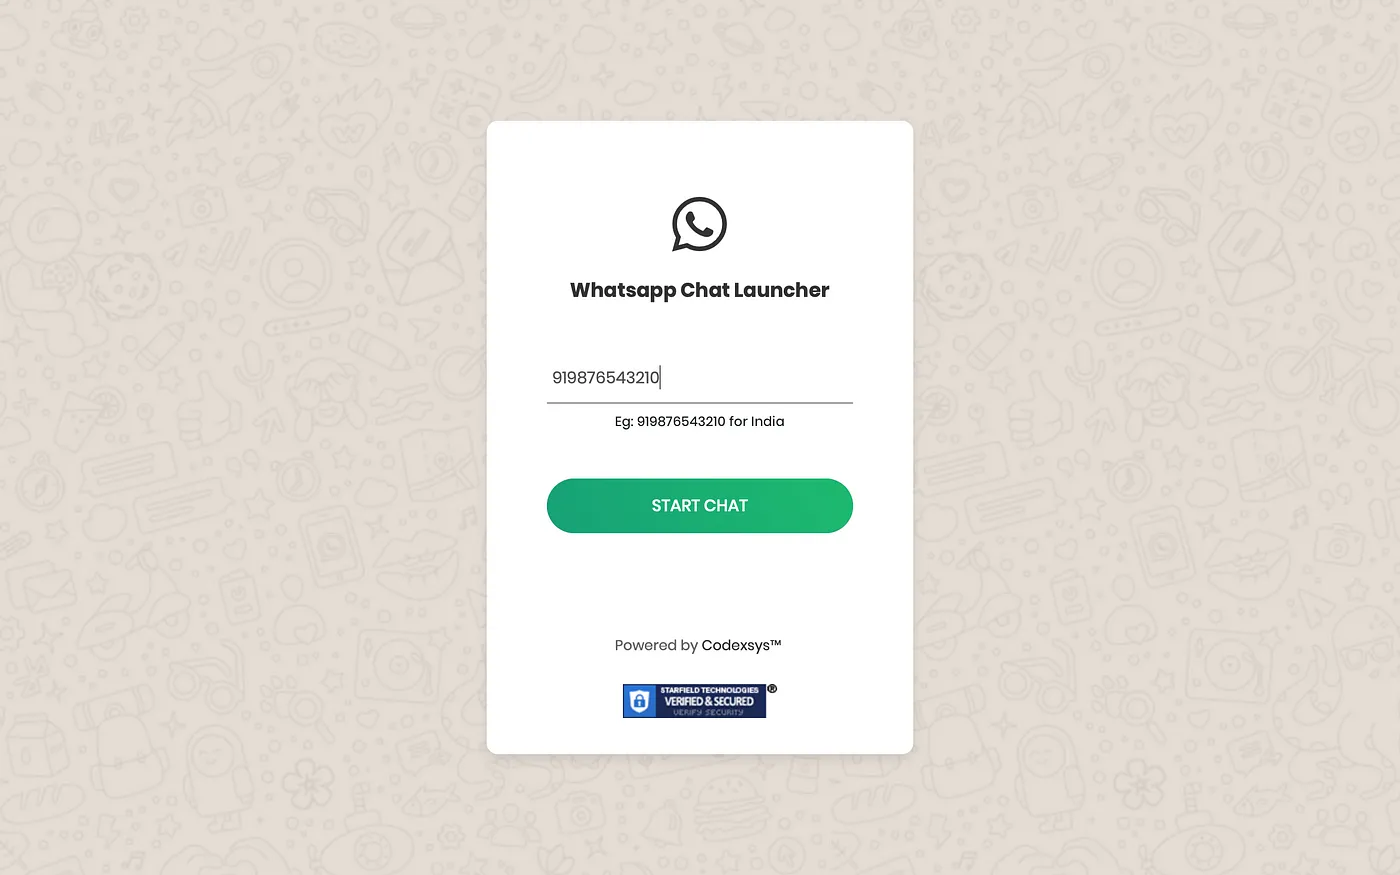 Whatsapp Chat Launcher
919876543210
Eg: 919876543210 for India
START CHAT
Powered by Codexsys™
STARFIELD TECHNOLOGIES ®
VERIFIED & SECURED
VERIFY SECURITY